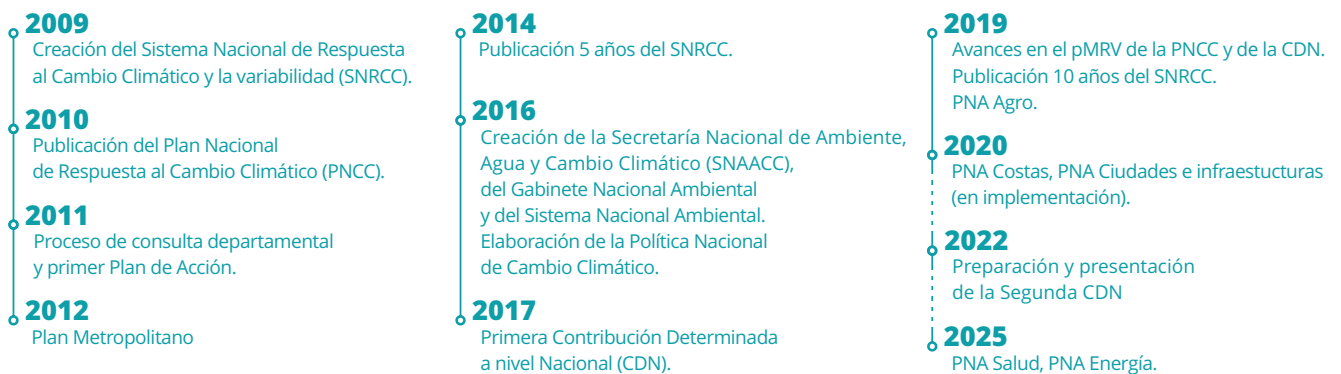 2009
Creación del Sistema Nacional de Respuesta
al Cambio Climático y la variabilidad (SNRCC).
2010
Publicación del Plan Nacional
de Respuesta al Cambio Climático (PNCC).
2011
Proceso de consulta departamental
y primer Plan de Acción.
2012
Plan Metropolitano
2014
Publicación 5 años del SNRCC.
2016
Creación de la Secretaría Nacional de Ambiente,
Agua y Cambio Climático (SNAACC),
del Gabinete Nacional Ambiental
y del Sistema Nacional Ambiental.
Elaboración de la Política Nacional
de Cambio Climático.
2017
Primera Contribución Determinada
a nivel Nacional (CDN).
2019
Avances en el pMRV de la PNCC y de la CDN.
Publicación 10 años del SNRCC.
PNA Agro.
2020
PNA Costas, PNA Ciudades e infraestucturas
(en implementación).
2022
Preparación y presentación
de la Segunda CDN
2025
PNA Salud, PNA Energía.